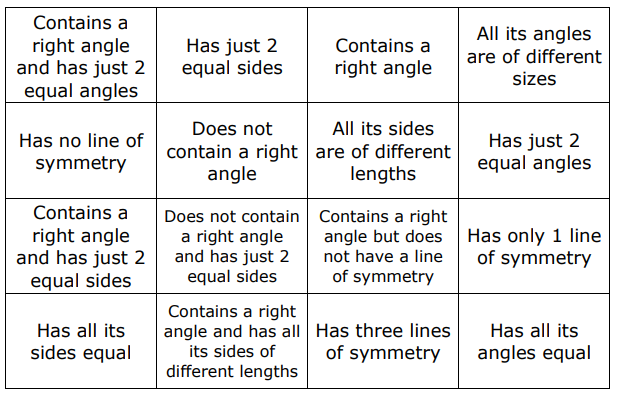 Contains a
right angle
and has just 2
equal angles
Has just 2
equal sides
Contains a
right angle
All its angles
are of different
sizes
Has no line of
symmetry
Does not
contain a right
angle
All its sides
are of different
lengths
Has just 2
equal angles
Contains a
right angle
and has just 2
equal sides
Does not contain
a right angle
and has just 2
equal sides
Contains a right
angle but does
not have a line
of symmetry
Has only 1 line
of symmetry
Has all its
sides equal
Contains a right
angle and has all
its sides of
different lengths
Has three lines
of symmetry
Has all its
angles equal